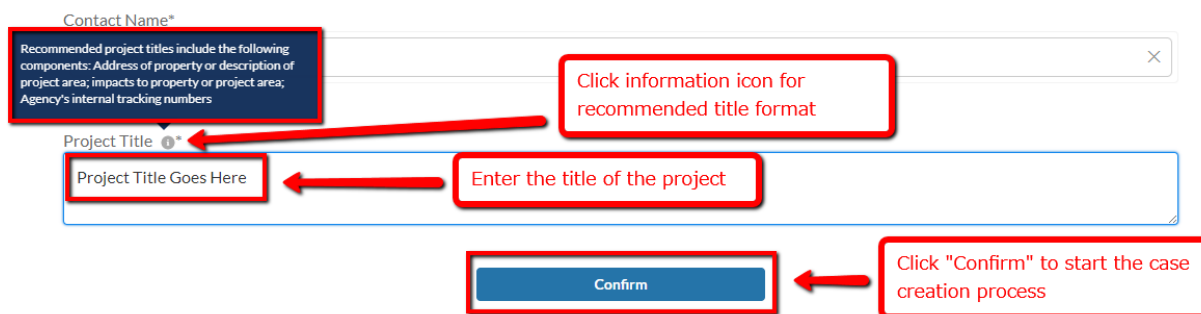 Contact Name*
Recommended project titles include the following
components: Address of property or description of
project area; impacts to property or project area;
Agency's internal tracking numbers
Click information icon for
recommended title format
Project Title *
Project Title Goes Here
Enter the title of the project
Confirm
Click "Confirm" to start the case
creation process